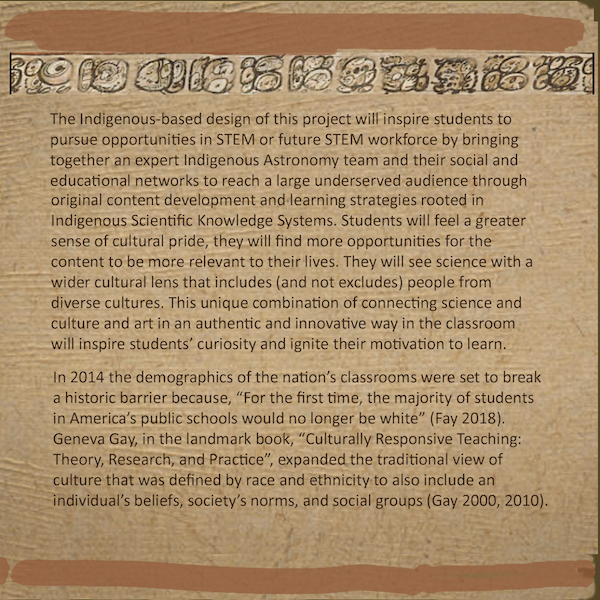 The Indigenous-based design of this project will inspire students to
pursue opportunities in STEM or future STEM workforce by bringing
together an expert Indigenous Astronomy team and their social and
educational networks to reach a large underserved audience through
original content development and learning strategies rooted in
Indigenous Scientific Knowledge Systems. Students will feel a greater
sense of cultural pride, they will find more opportunities for the
content to be more relevant to their lives. They will see science with a
wider cultural lens that includes (and not excludes) people from
diverse cultures. This unique combination of connecting science and
culture and art in an authentic and innovative way in the classroom
will inspire students’ curiosity and ignite their motivation to learn.
In 2014 the demographics of the nation’s classrooms were set to break
a historic barrier because, “For the first time, the majority of students
in America’s public schools would no longer be white” (Fay 2018).
Geneva Gay, in the landmark book, “Culturally Responsive Teaching:
Theory, Research, and Practice”, expanded the traditional view of
culture that was defined by race and ethnicity to also include an
individual’s beliefs, society’s norms, and social groups (Gay 2000, 2010).